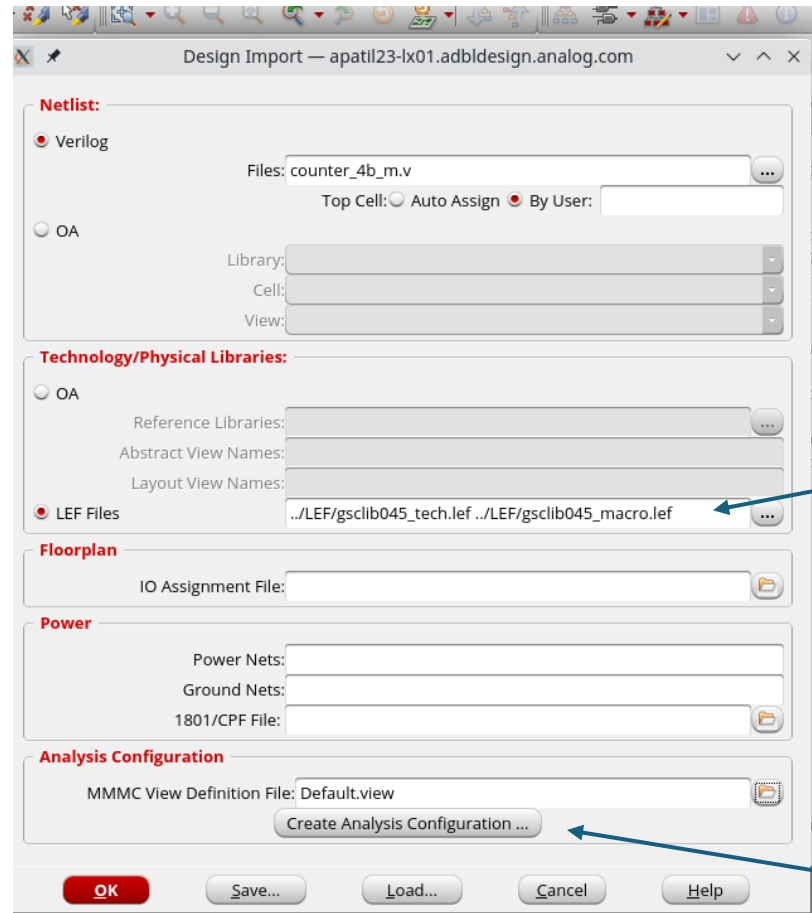 Design Import — apatil23-lx01.adbldesign.analog.com
Netlist:
Verilog
Files: counter_4b_m.v ...
Top Cell: Auto Assign By User:
OA
Library:
Cell:
View:
Technology/Physical Libraries:
OA
Reference Libraries: ...
Abstract View Names:
Layout View Names:
LEF Files ../LEF/gsclib045_tech.lef ../LEF/gsclib045_macro.lef ...
Floorplan
IO Assignment File:
Power
Power Nets:
Ground Nets:
1801/CPF File:
Analysis Configuration
MMMC View Definition File: Default.view
Create Analysis Configuration ...
OK Save... Load... Cancel Help